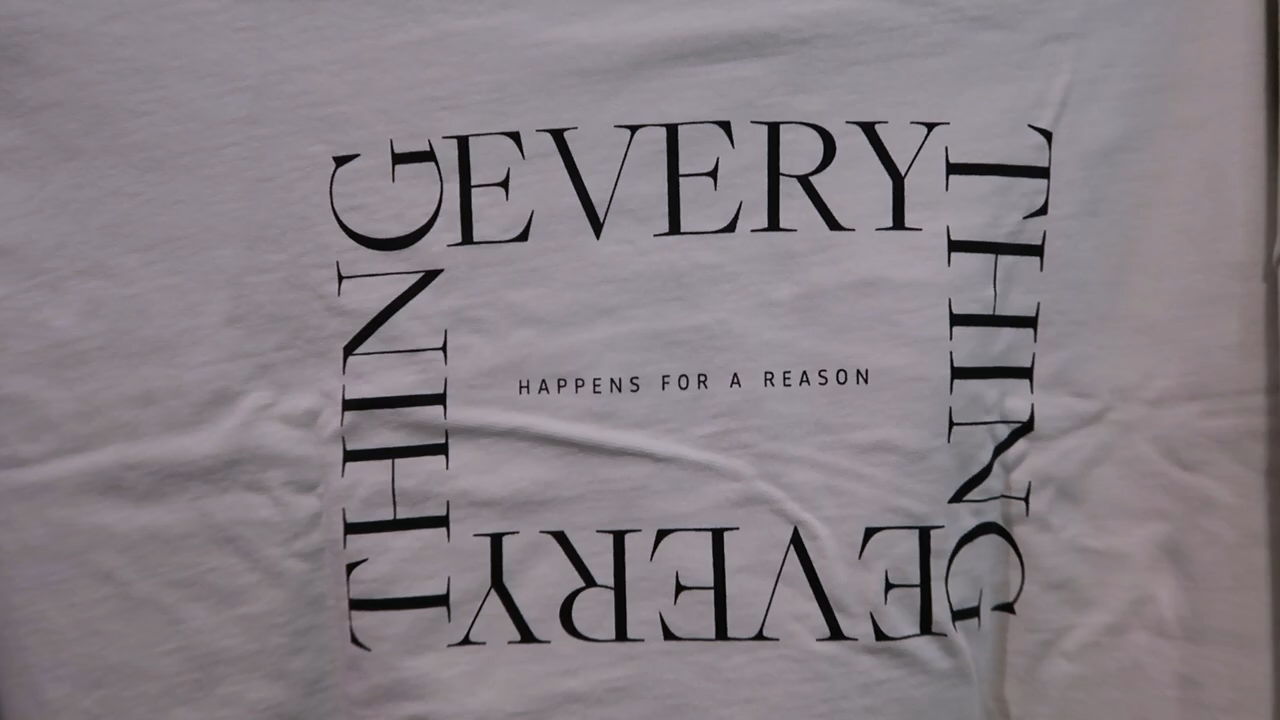 EVERY
THING
EVERY
THING
HAPPENS FOR A REASON